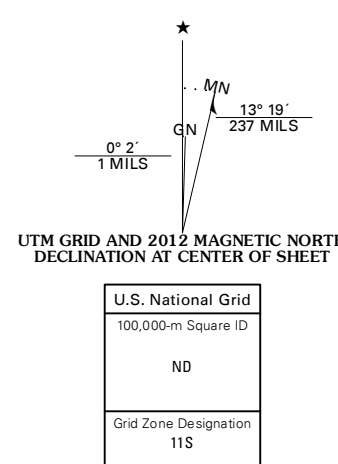 MN
GN
13° 19´
237 MILS
0° 2´
1 MILS
UTM GRID AND 2012 MAGNETIC NORTH
DECLINATION AT CENTER OF SHEET
U.S. National Grid
100,000-m Square ID
ND
Grid Zone Designation
11S